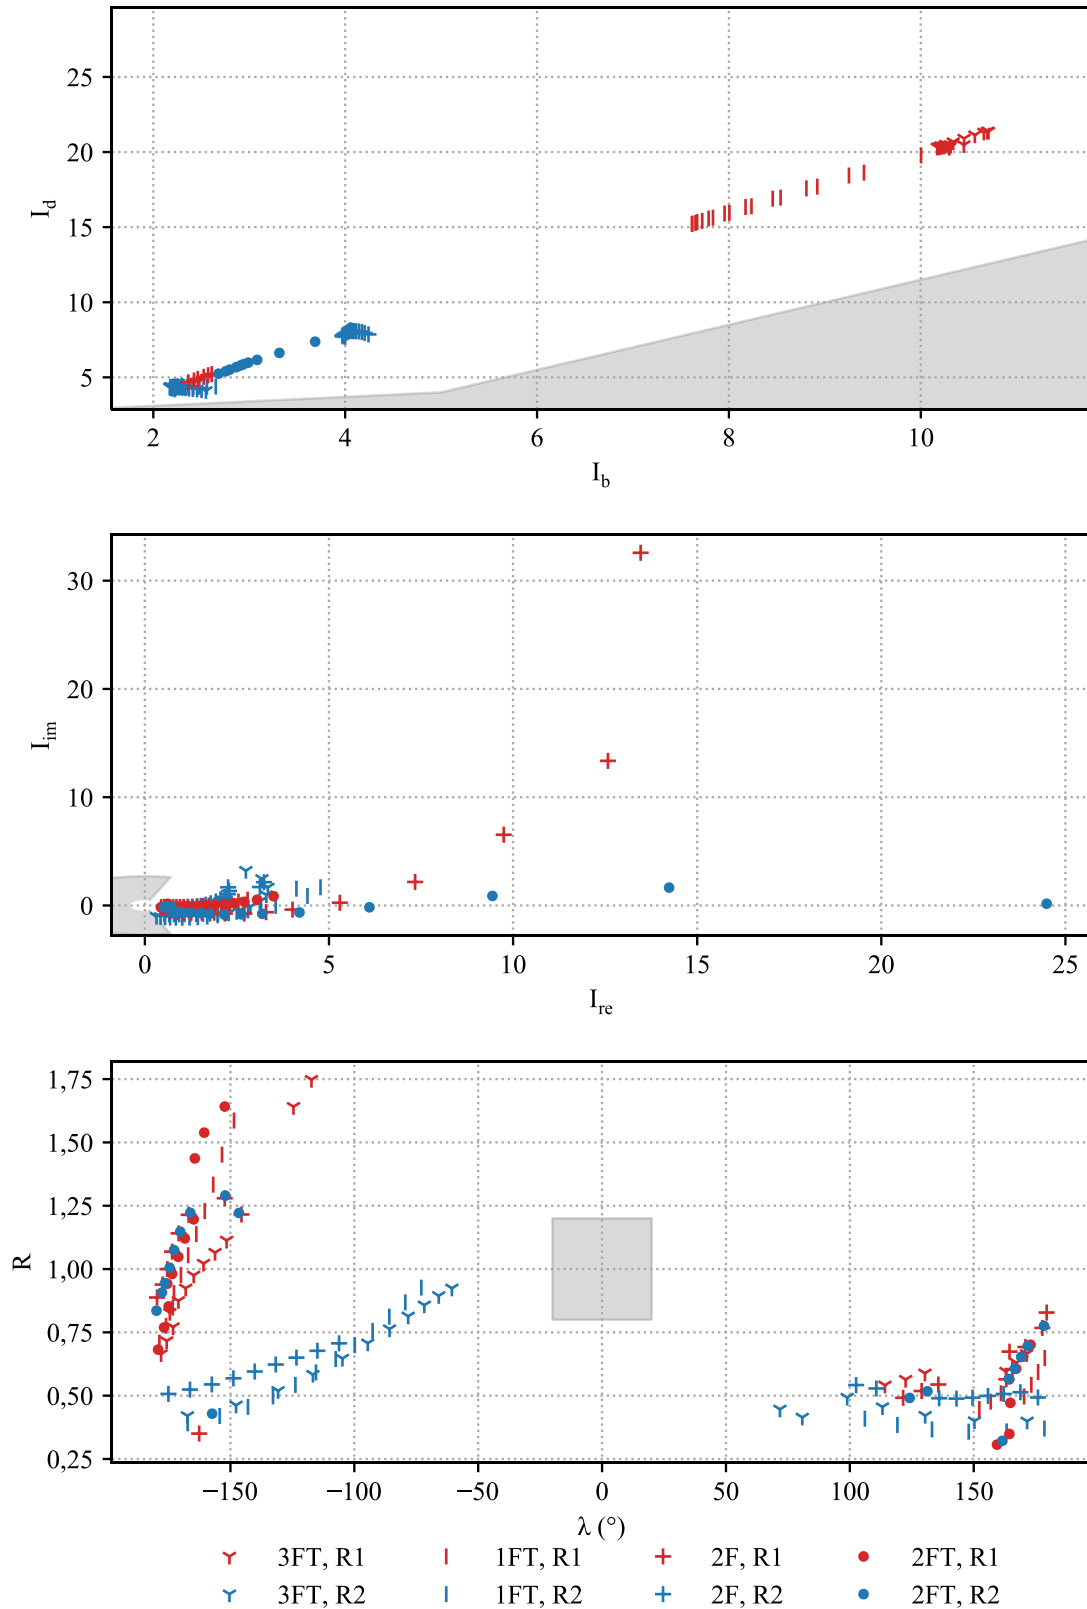 25
20
15
10
5
I_d
2 4 6 8 10
I_b
30
20
10
0
I_im
0 5 10 15 20 25
I_re
1,75
1,50
1,25
1,00
0,75
0,50
0,25
R
−150 −100 −50 0 50 100 150
λ (°)
3FT, R1 1FT, R1 2F, R1 2FT, R1
3FT, R2 1FT, R2 2F, R2 2FT, R2